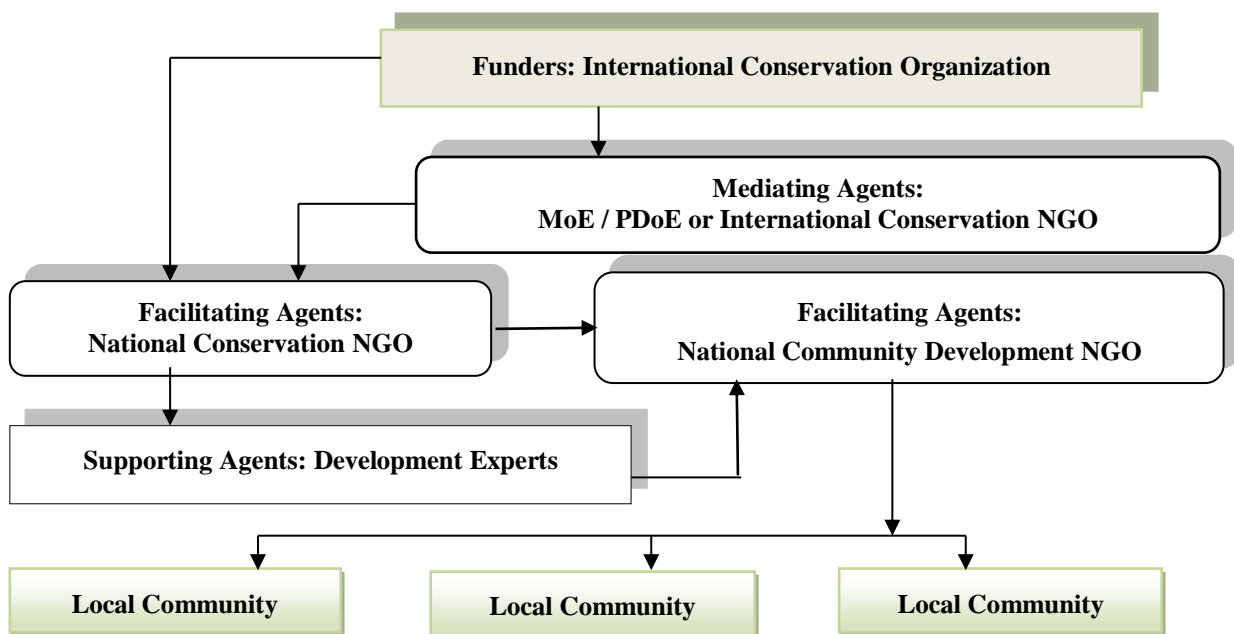 Funders: International Conservation Organization
Mediating Agents:
MoE / PDoE or International Conservation NGO
Facilitating Agents:
National Conservation NGO
Facilitating Agents:
National Community Development NGO
Supporting Agents: Development Experts
Local Community
Local Community
Local Community